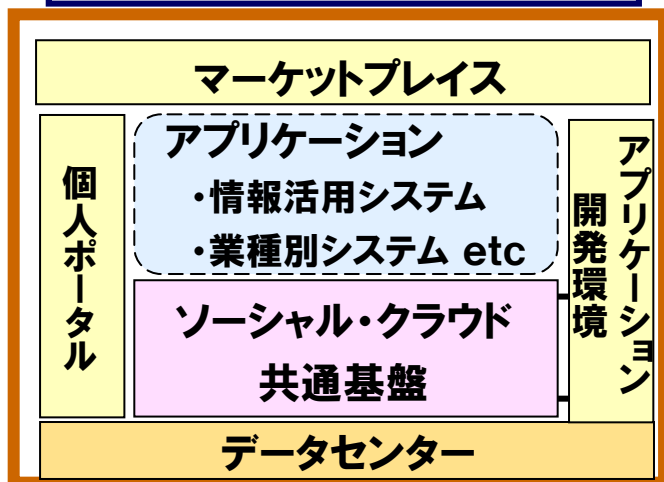 マーケットプレイス
個人ポータル
アプリケーション
・情報活用システム
・業種別システム etc
ソーシャル・クラウド
共通基盤
アプリケーション
開発環境
データセンター